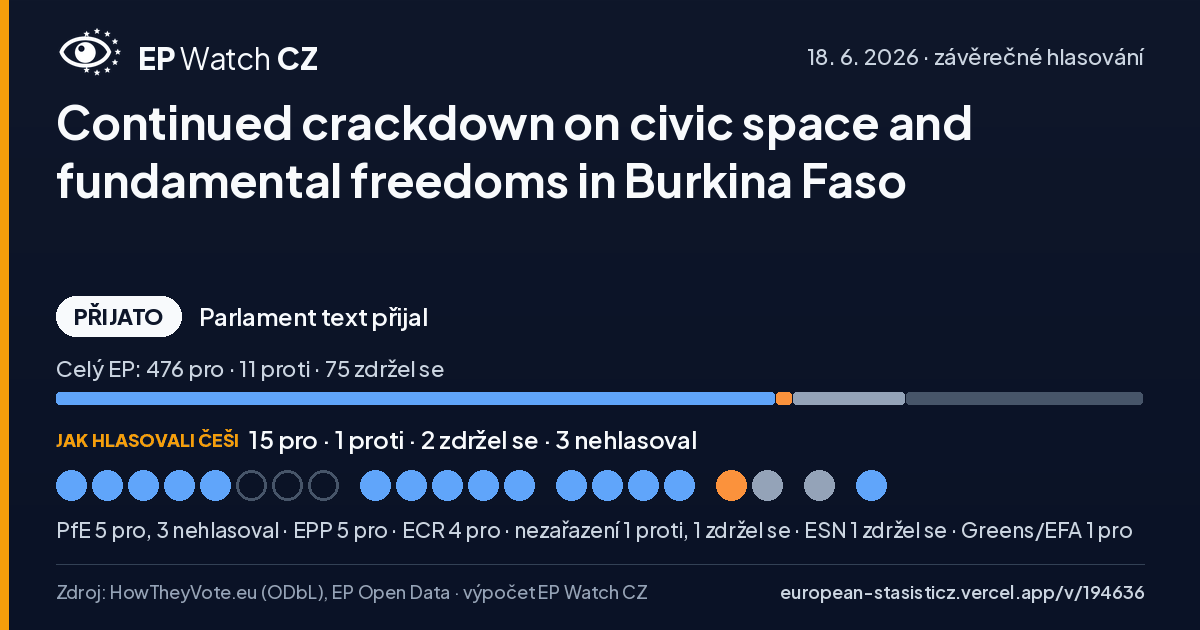 EP Watch CZ
18. 6. 2026 · závěrečné hlasování
Continued crackdown on civic space and
fundamental freedoms in Burkina Faso
PŘIJATO Parlament text přijal
Celý EP: 476 pro · 11 proti · 75 zdržel se
JAK HLASOVALI ČEŠI 15 pro · 1 proti · 2 zdržel se · 3 nehlasoval
PfE 5 pro, 3 nehlasoval · EPP 5 pro · ECR 4 pro · nezařazení 1 proti, 1 zdržel se · ESN 1 zdržel se · Greens/EFA 1 pro
Zdroj: HowTheyVote.eu (ODbL), EP Open Data · výpočet EP Watch CZ
european-stasisticz.vercel.app/v/194636